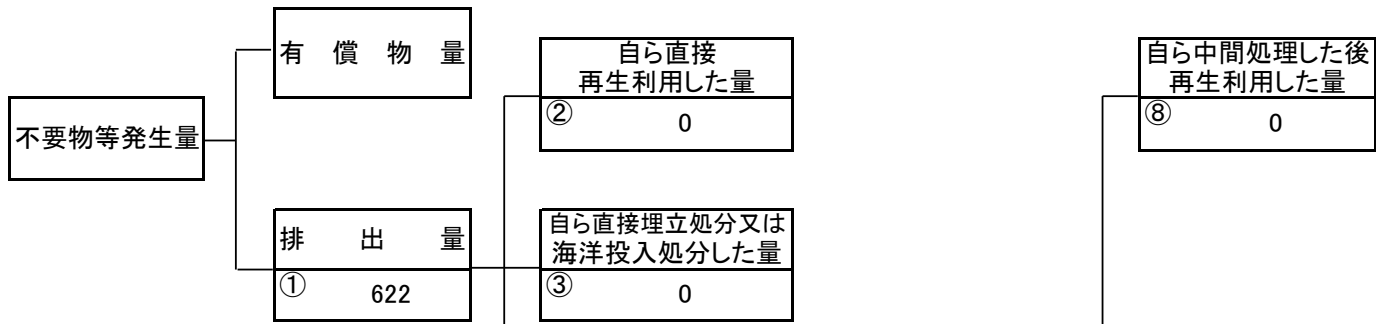 有償物量
自ら直接
再生利用した量
② 0
自ら中間処理した後
再生利用した量
⑧ 0
不要物等発生量
排出量
① 622
自ら直接埋立処分又は
海洋投入処分した量
③ 0